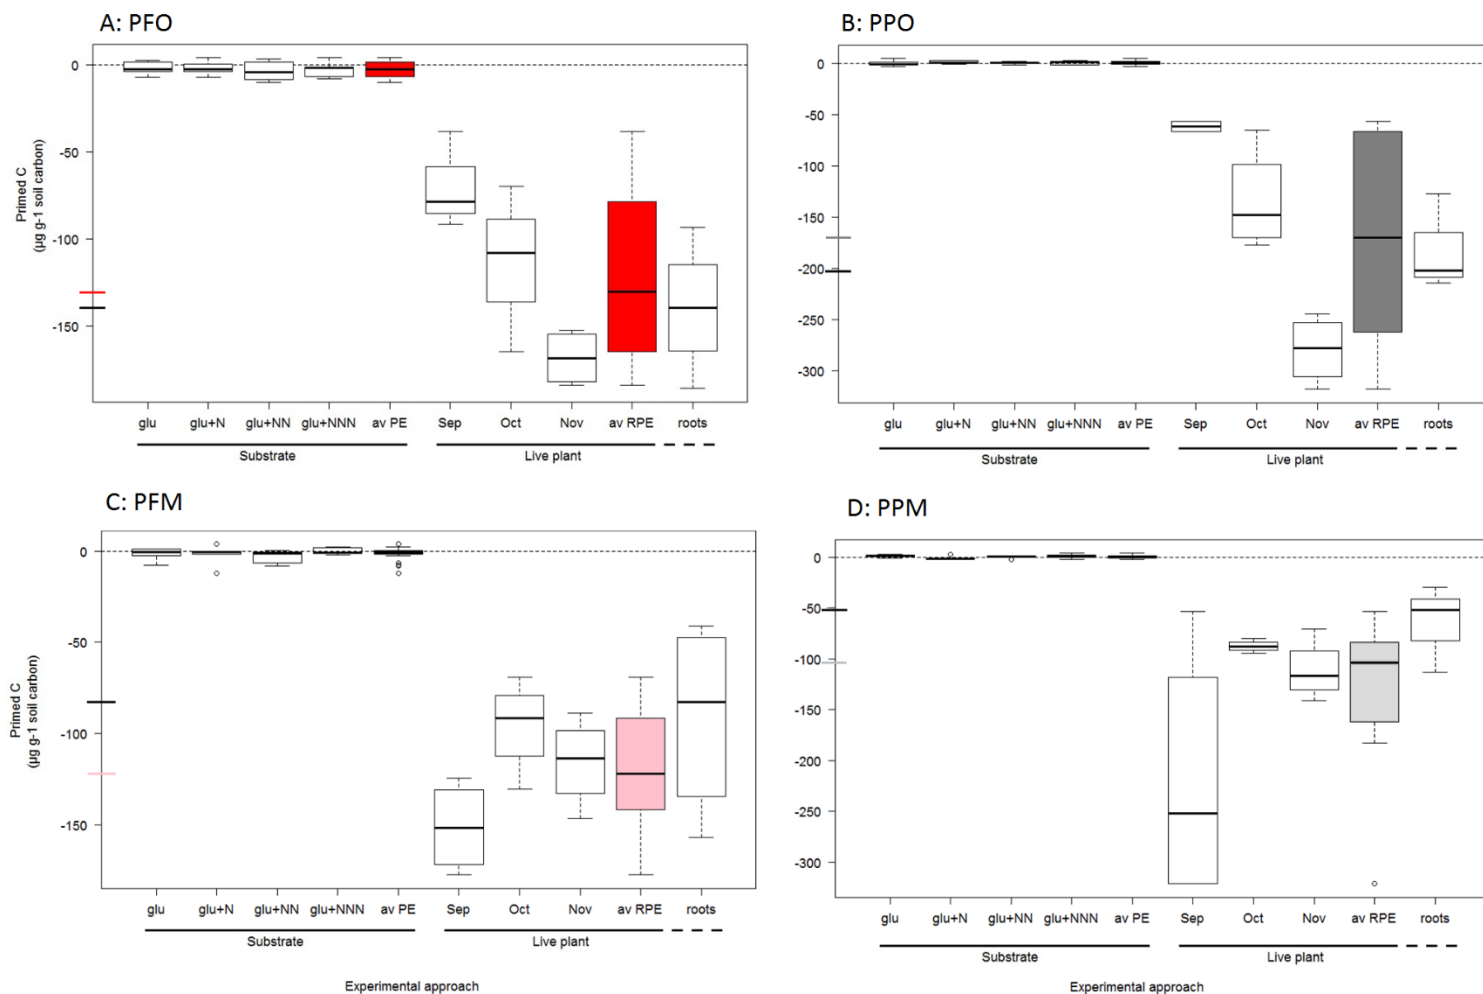 A: PFO
Primed C
(µg g-1 soil carbon)
0
-50
-100
-150
glu glu+N glu+NN glu+NNN av PE Sep Oct Nov av RPE roots
Substrate Live plant
B: PPO
0
-50
-100
-150
-200
-250
-300
glu glu+N glu+NN glu+NNN av PE Sep Oct Nov av RPE roots
Substrate Live plant
C: PFM
Primed C
(µg g-1 soil carbon)
0
-50
-100
-150
glu glu+N glu+NN glu+NNN av PE Sep Oct Nov av RPE roots
Substrate Live plant
Experimental approach
D: PPM
0
-50
-100
-150
-200
-250
-300
glu glu+N glu+NN glu+NNN av PE Sep Oct Nov av RPE roots
Substrate Live plant
Experimental approach